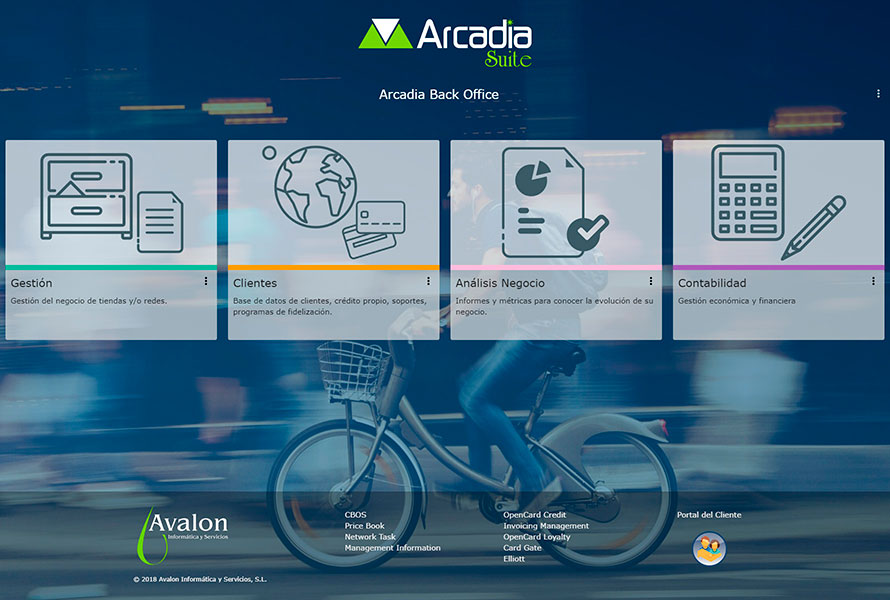 Arcadia
Suite
Arcadia Back Office
Gestión
Gestión del negocio de tiendas y/o redes.
Clientes
Base de datos de clientes, crédito propio, soportes,
programas de fidelización.
Análisis Negocio
Informes y métricas para conocer la evolución de su
negocio.
Contabilidad
Gestión económica y financiera
Avalon
Informática y Servicios
© 2018 Avalon Informática y Servicios, S.L.
CBOS
Price Book
Network Task
Management Information
OpenCard Credit
Invoicing Management
OpenCard Loyalty
Card Gate
Elliott
Portal del Cliente